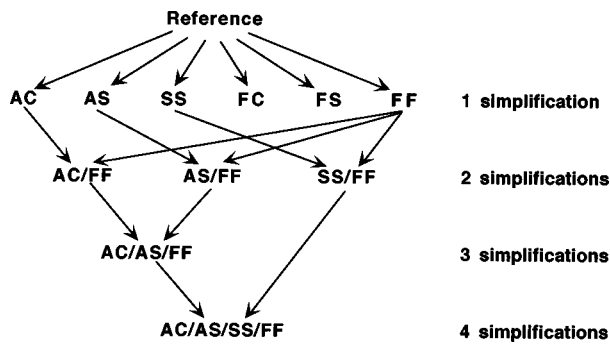 Reference
AC AS SS FC FS FF 1 simplification
AC/FF AS/FF SS/FF 2 simplifications
AC/AS/FF 3 simplifications
AC/AS/SS/FF 4 simplifications